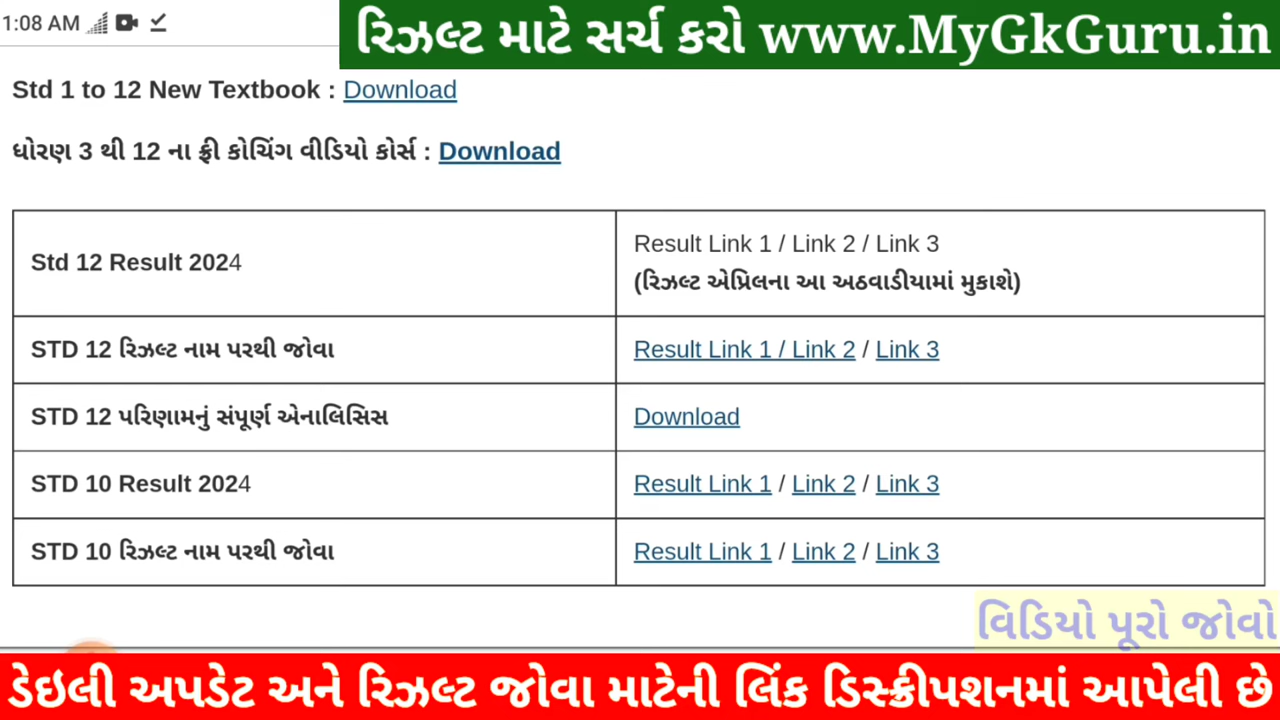 1:08 AM
રિઝલ્ટ માટે સર્ચ કરો www.MyGkGuru.in
Std 1 to 12 New Textbook : Download
ધોરણ 3 થી 12 ના ફ્રી કોચિંગ વીડિયો કોર્સ : Download
Std 12 Result 2024
Result Link 1 / Link 2 / Link 3
(રિઝલ્ટ એપ્રિલના આ અઠવાડીયામાં મુકાશે)
STD 12 રિઝલ્ટ નામ પરથી જોવા
Result Link 1 / Link 2 / Link 3
STD 12 પરિણામનું સંપૂર્ણ એનાલિસિસ
Download
STD 10 Result 2024
Result Link 1 / Link 2 / Link 3
STD 10 રિઝલ્ટ નામ પરથી જોવા
Result Link 1 / Link 2 / Link 3
વિડિયો પૂરો જોવો
ડેઇલી અપડેટ અને રિઝલ્ટ જોવા માટેની લિંક ડિસ્ક્રીપશનમાં આપેલી છે